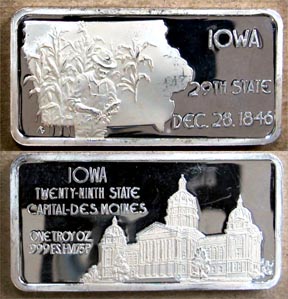 IOWA
29TH STATE
DEC. 28, 1846
IOWA
TWENTY-NINTH STATE
CAPITAL-DES MOINES
ONE TROY OZ.